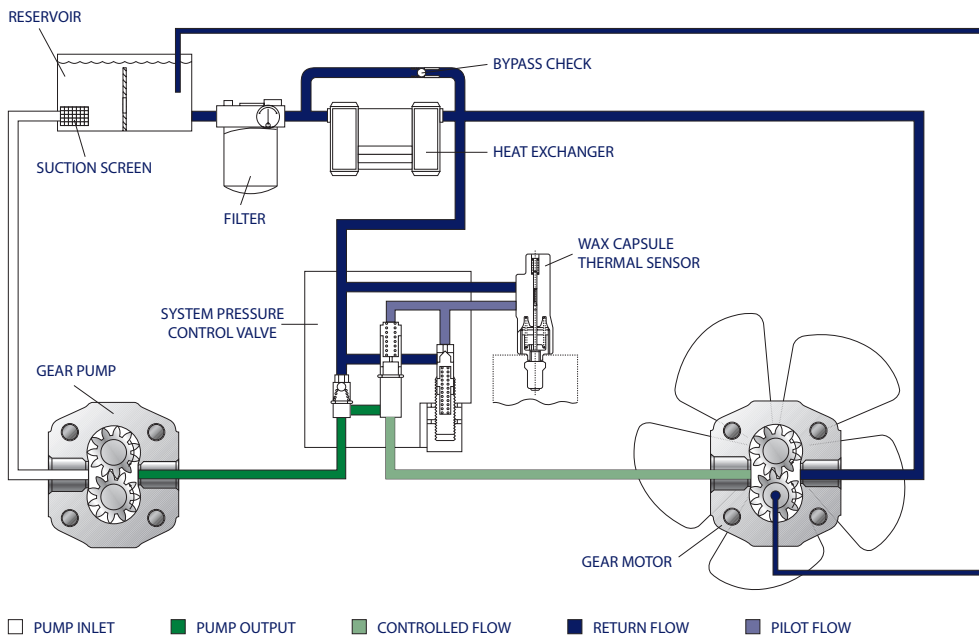 RESERVOIR
BYPASS CHECK
HEAT EXCHANGER
SUCTION SCREEN
FILTER
WAX CAPSULE
THERMAL SENSOR
SYSTEM PRESSURE
CONTROL VALVE
GEAR PUMP
GEAR MOTOR
PUMP INLET
PUMP OUTPUT
CONTROLLED FLOW
RETURN FLOW
PILOT FLOW